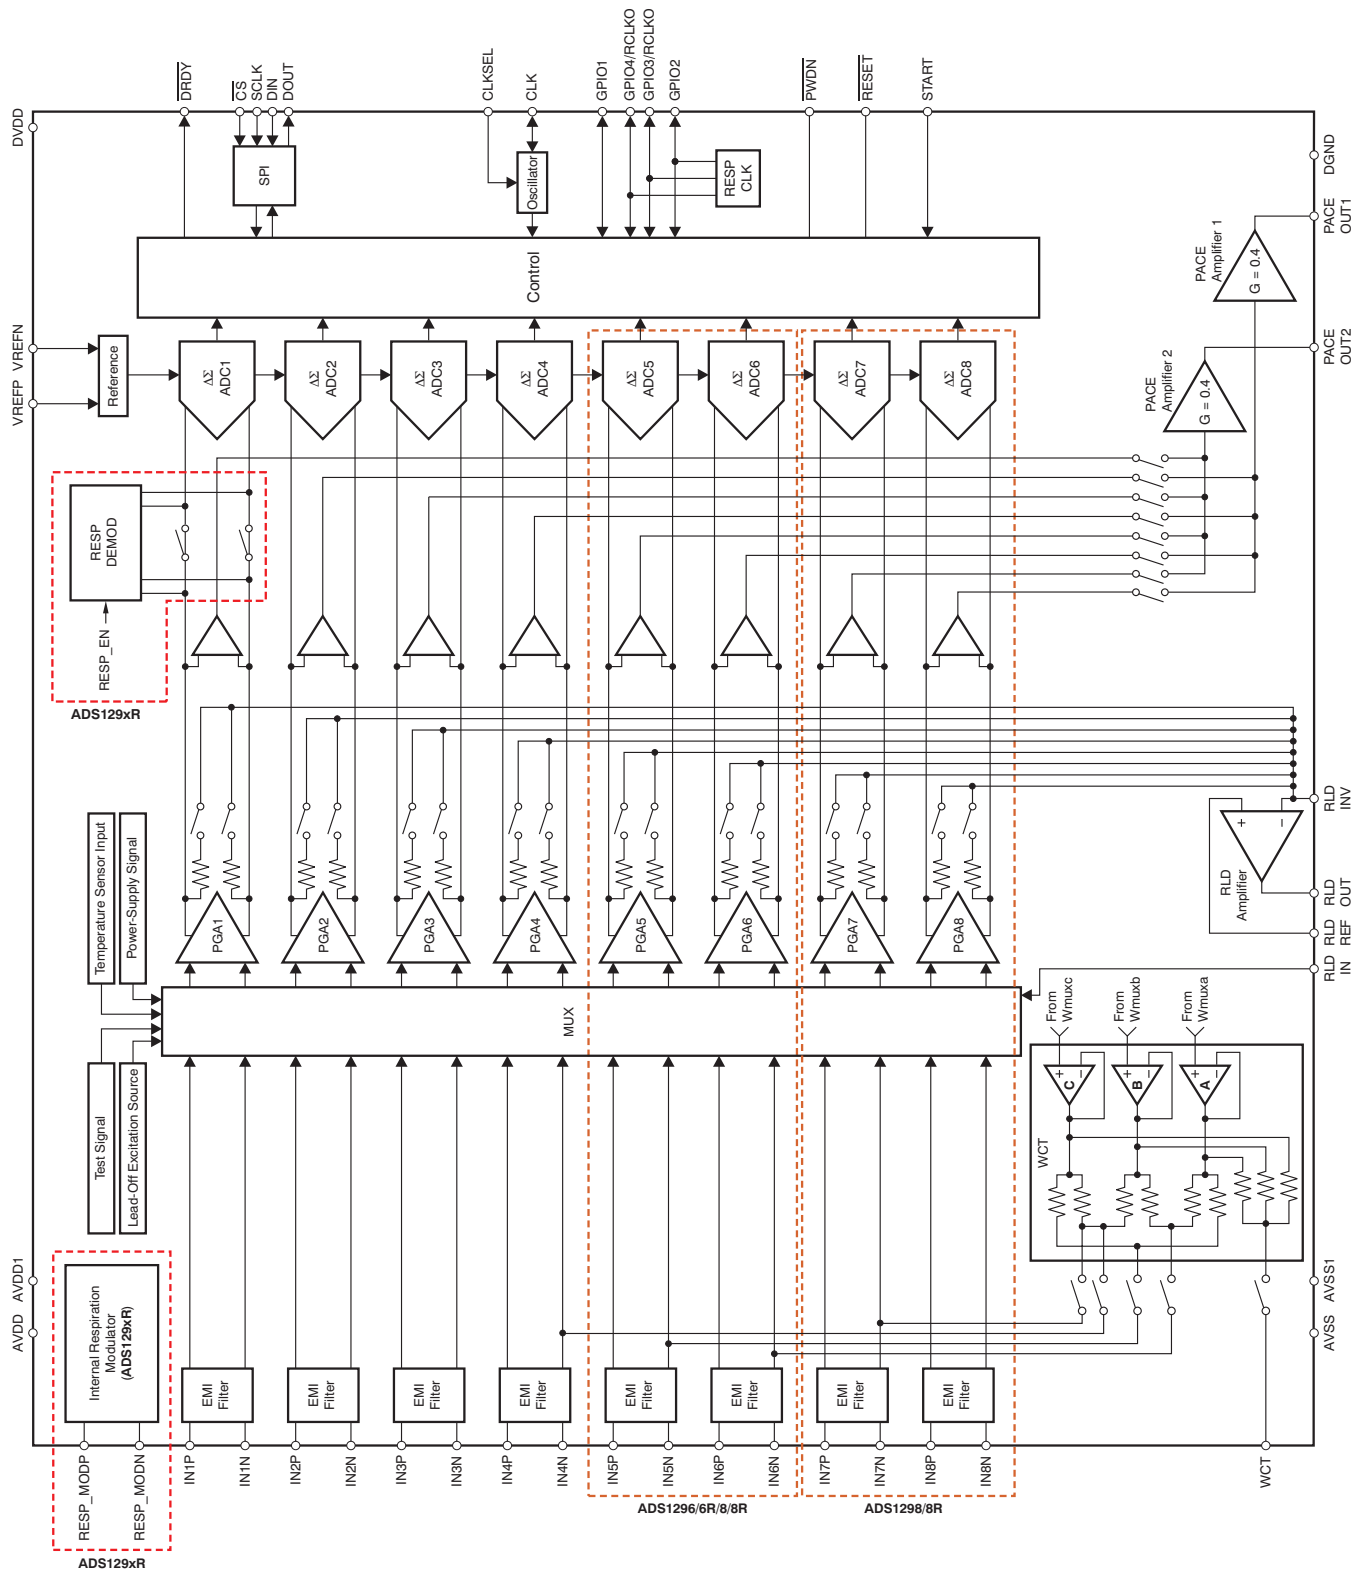 DRDY
CS
SCLK
DIN
DOUT
CLKSEL
CLK
GPIO1
GPIO4/RCLKO
GPIO3/RCLKO
GPIO2
PWDN
RESET
START
DVDD
SPI
Oscillator
RESP
CLK
DGND
PACE
OUT1
PACE
Amplifier 1
G = 0.4
Control
VREFN
VREFP
Reference
ΔΣ
ADC1
ΔΣ
ADC2
ΔΣ
ADC3
ΔΣ
ADC4
ΔΣ
ADC5
ΔΣ
ADC6
ΔΣ
ADC7
ΔΣ
ADC8
PACE
Amplifier 2
G = 0.4
PACE
OUT2
RESP
DEMOD
RESP_EN
ADS129xR
Temperature Sensor Input
Power-Supply Signal
PGA1
PGA2
PGA3
PGA4
PGA5
PGA6
PGA7
PGA8
RLD
Amplifier
+
−
RLD
INV
RLD
OUT
RLD
REF
RLD
IN
MUX
Test Signal
Lead-Off Excitation Source
From
Wmuxc
From
Wmuxb
From
Wmuxa
+
−
C
+
−
B
+
−
A
WCT
AVDD1
AVDD
AVSS1
AVSS
Internal Respiration
Modulator
(ADS129xR)
EMI
Filter
EMI
Filter
EMI
Filter
EMI
Filter
EMI
Filter
EMI
Filter
EMI
Filter
EMI
Filter
RESP_MODP
RESP_MODN
IN1P
IN1N
IN2P
IN2N
IN3P
IN3N
IN4P
IN4N
IN5P
IN5N
IN6P
IN6N
IN7P
IN7N
IN8P
IN8N
WCT
ADS129xR
ADS1296/6R/8/8R
ADS1298/8R